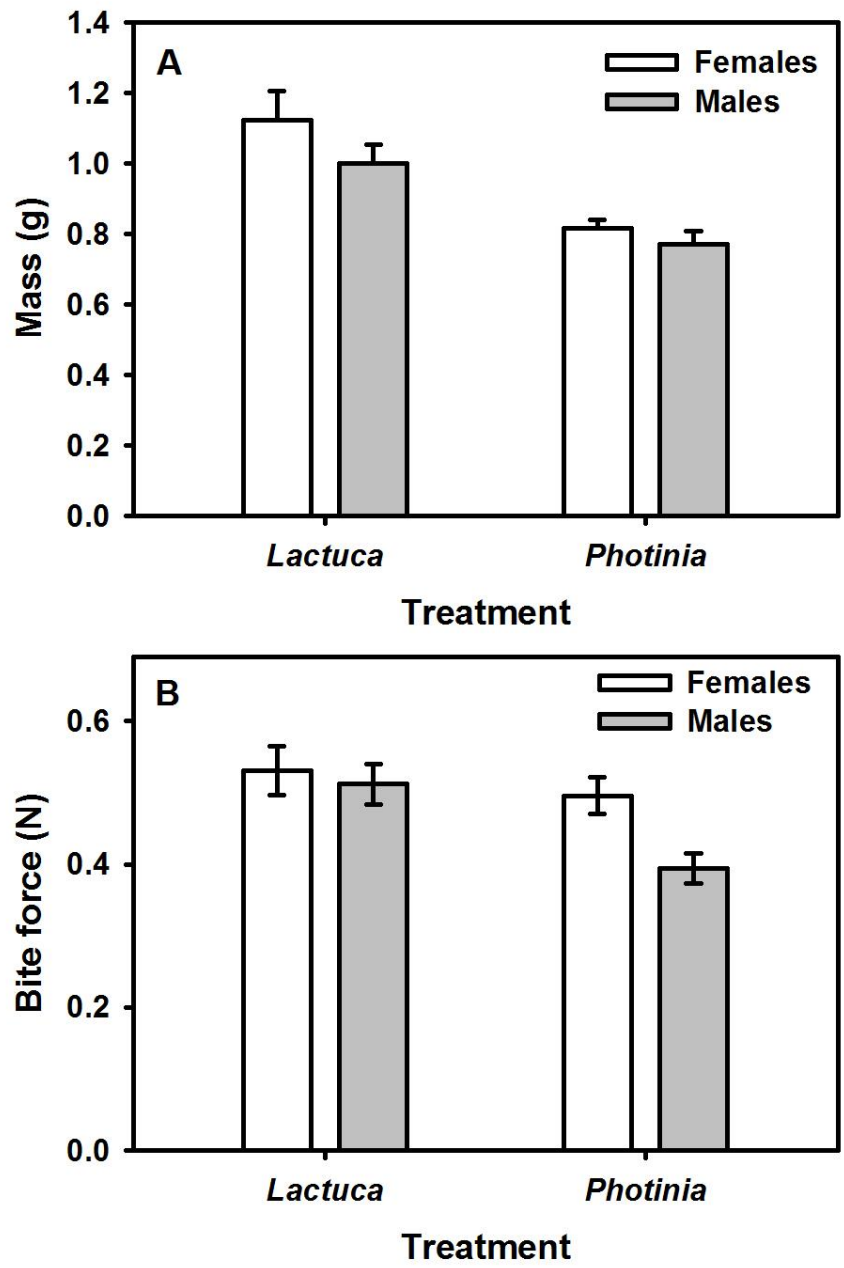 A
Females
Males
1.4
1.2
1.0
0.8
0.6
0.4
0.2
0.0
Mass (g)
Lactuca Photinia
Treatment
B
Females
Males
0.6
0.4
0.2
0.0
Bite force (N)
Lactuca Photinia
Treatment